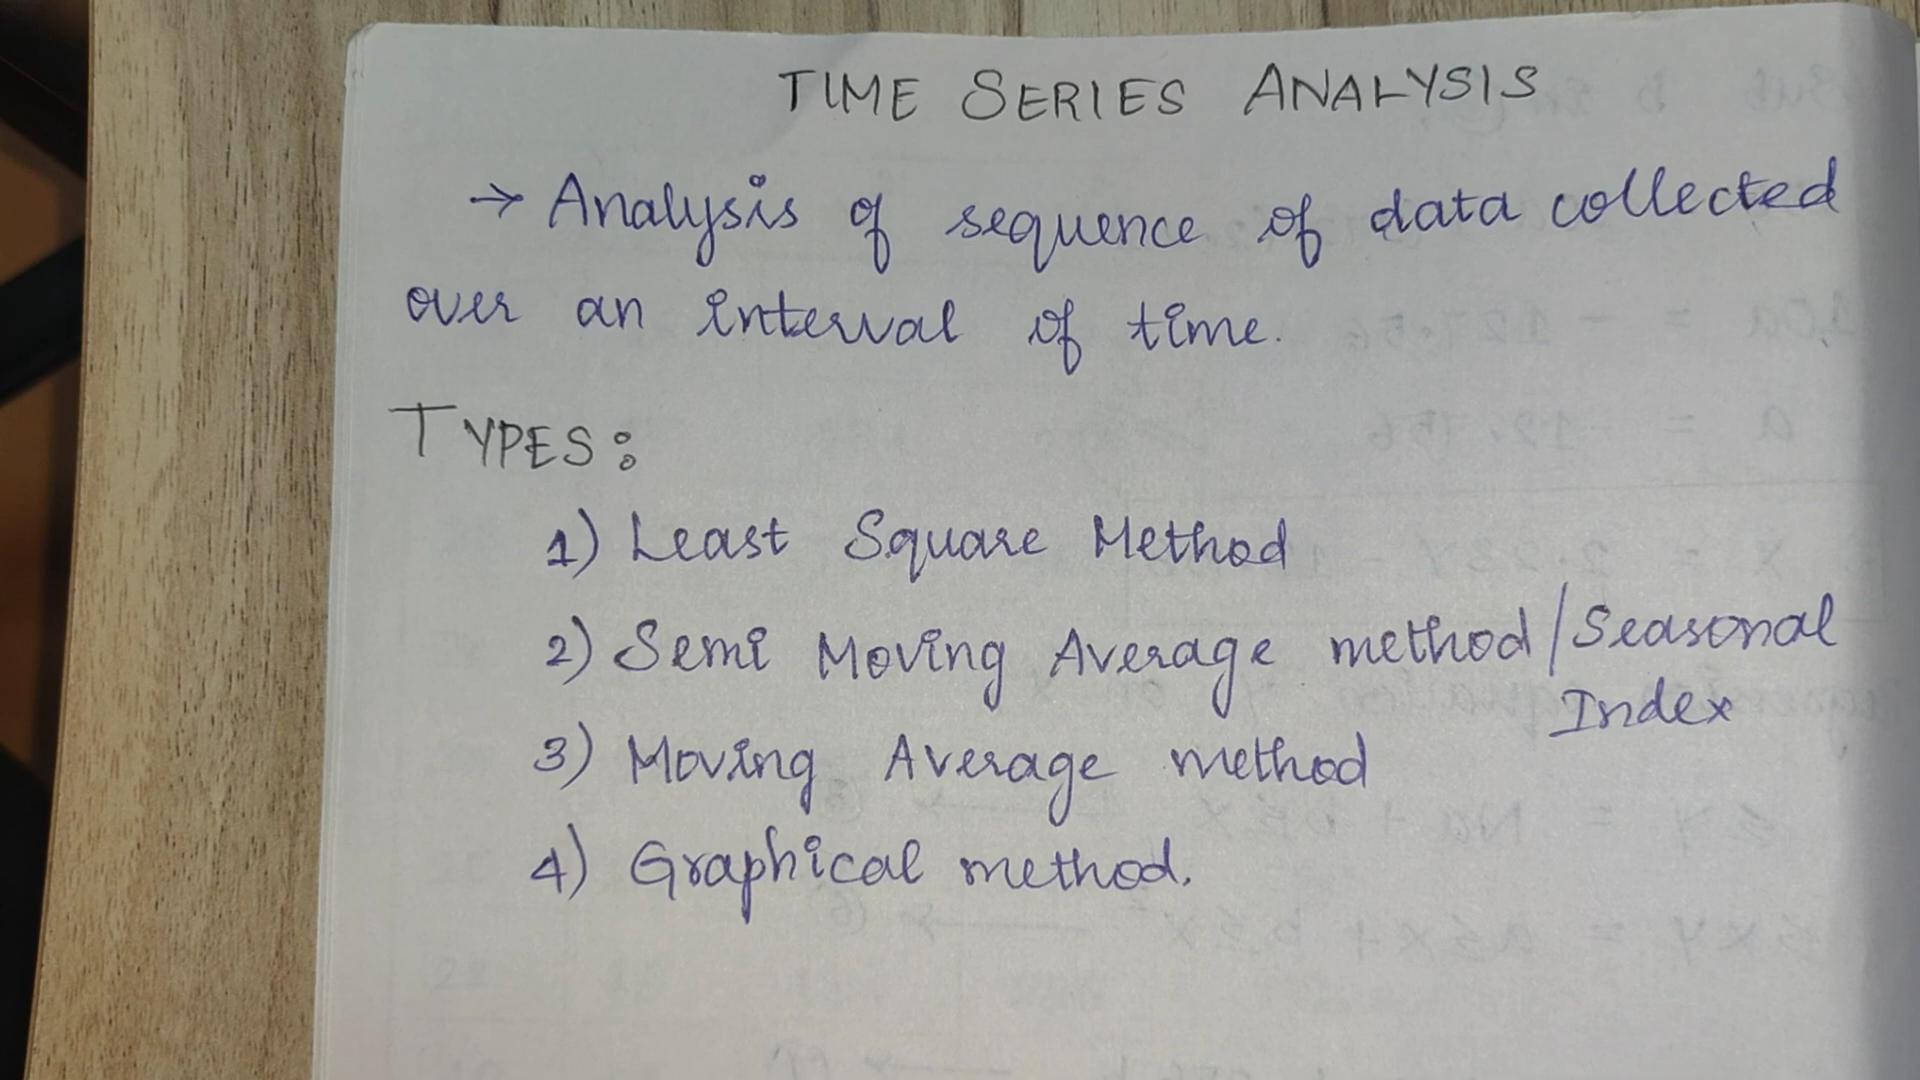 TIME SERIES ANALYSIS
→ Analysis of sequence of data collected
over an interval of time.
TYPES:
1) Least Square Method
2) Semi Moving Average method/Seasonal
Index
3) Moving Average method
4) Graphical method.